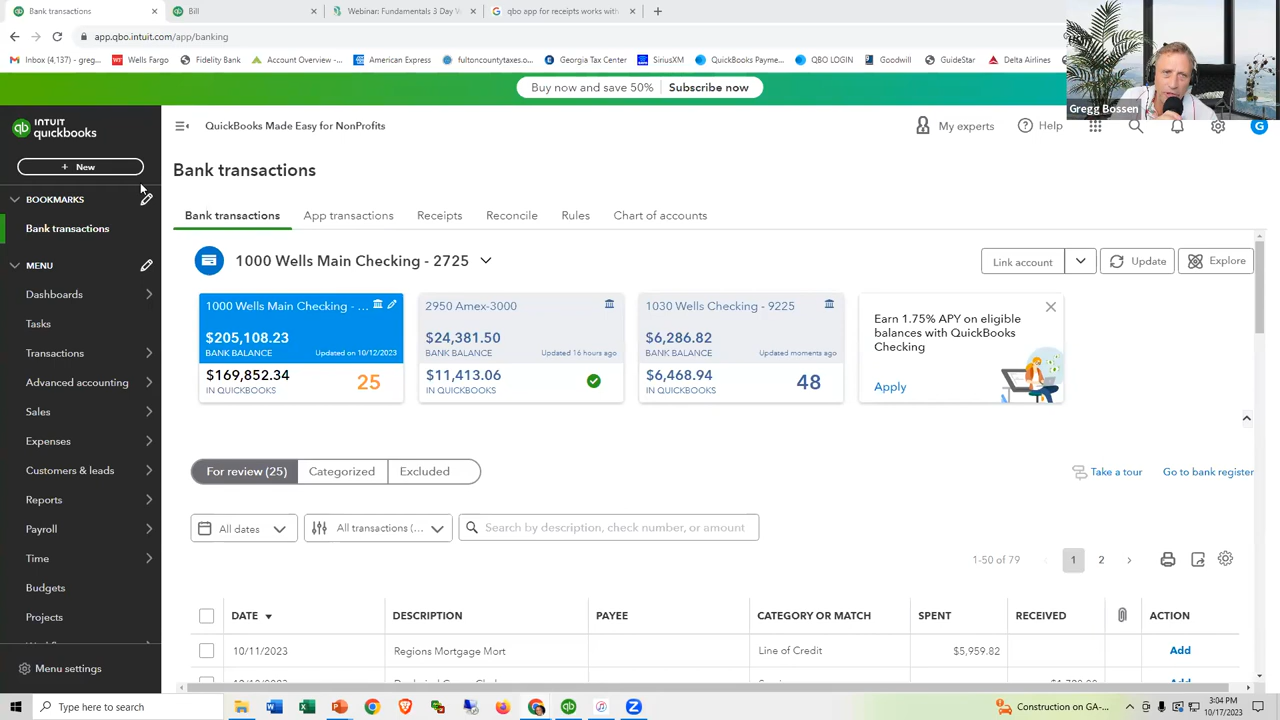 Bank transactions
Bill
Webinar: Fundamentals 3 Day V
qbo app for receipts works with
app.qbo.intuit.com/app/banking
Inbox (4,137) - greg...
Wells Fargo
Fidelity Bank
Account Overview -...
American Express
fultoncountytaxes.o...
Georgia Tax Center
SiriusXM
QuickBooks Payme...
QBO LOGIN
Goodwill
GuideStar
Delta Airlines
Gregg Bossen
Buy now and save 50%
Subscribe now
INTUIT
quickbooks
QuickBooks Made Easy for NonProfits
My experts
Help
G
+ New
Bank transactions
BOOKMARKS
Bank transactions
Bank transactions
App transactions
Receipts
Reconcile
Rules
Chart of accounts
MENU
Dashboards
Tasks
Transactions
Advanced accounting
Sales
Expenses
Customers & leads
Reports
Payroll
Time
Budgets
Projects
Menu settings
1000 Wells Main Checking - 2725
Link account
Update
Explore
1000 Wells Main Checking - ...
$205,108.23
BANK BALANCE
Updated on 10/12/2023
$169,852.34
IN QUICKBOOKS
25
2950 Amex-3000
$24,381.50
BANK BALANCE
Updated 16 hours ago
$11,413.06
IN QUICKBOOKS
1030 Wells Checking - 9225
$6,286.82
BANK BALANCE
Updated moments ago
$6,468.94
IN QUICKBOOKS
48
Earn 1.75% APY on eligible
balances with QuickBooks
Checking
Apply
For review (25)
Categorized
Excluded
Take a tour
Go to bank register
All dates
All transactions (...
Search by description, check number, or amount
1-50 of 79
1
2
DATE
DESCRIPTION
PAYEE
CATEGORY OR MATCH
SPENT
RECEIVED
ACTION
10/11/2023
Regions Mortgage Mort
Line of Credit
$5,959.82
Add
Add
Type here to search
Construction on GA-...
3:04 PM
10/17/2023